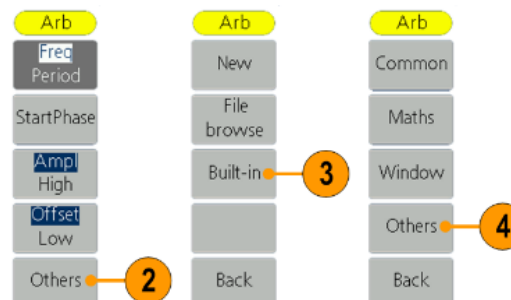 Arb
Freq
Period
StartPhase
Ampl
High
Offset
Low
Others
2
Arb
New
File
browse
Built-in
3
Back
Arb
Common
Maths
Window
Others
4
Back